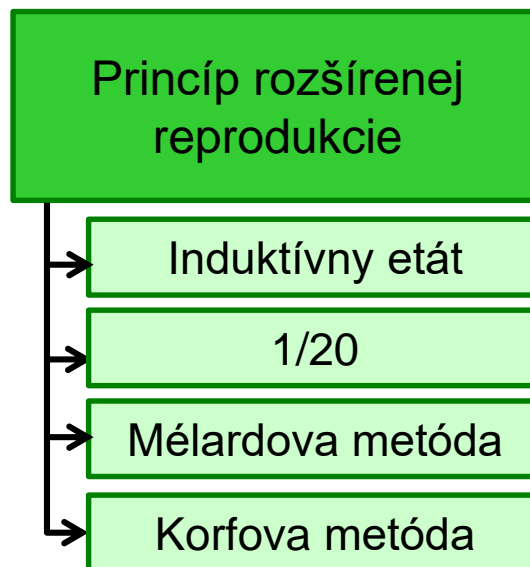 Princíp rozšírenej
reprodukcie
Induktívny etát
1/20
Mélardova metóda
Korfova metóda